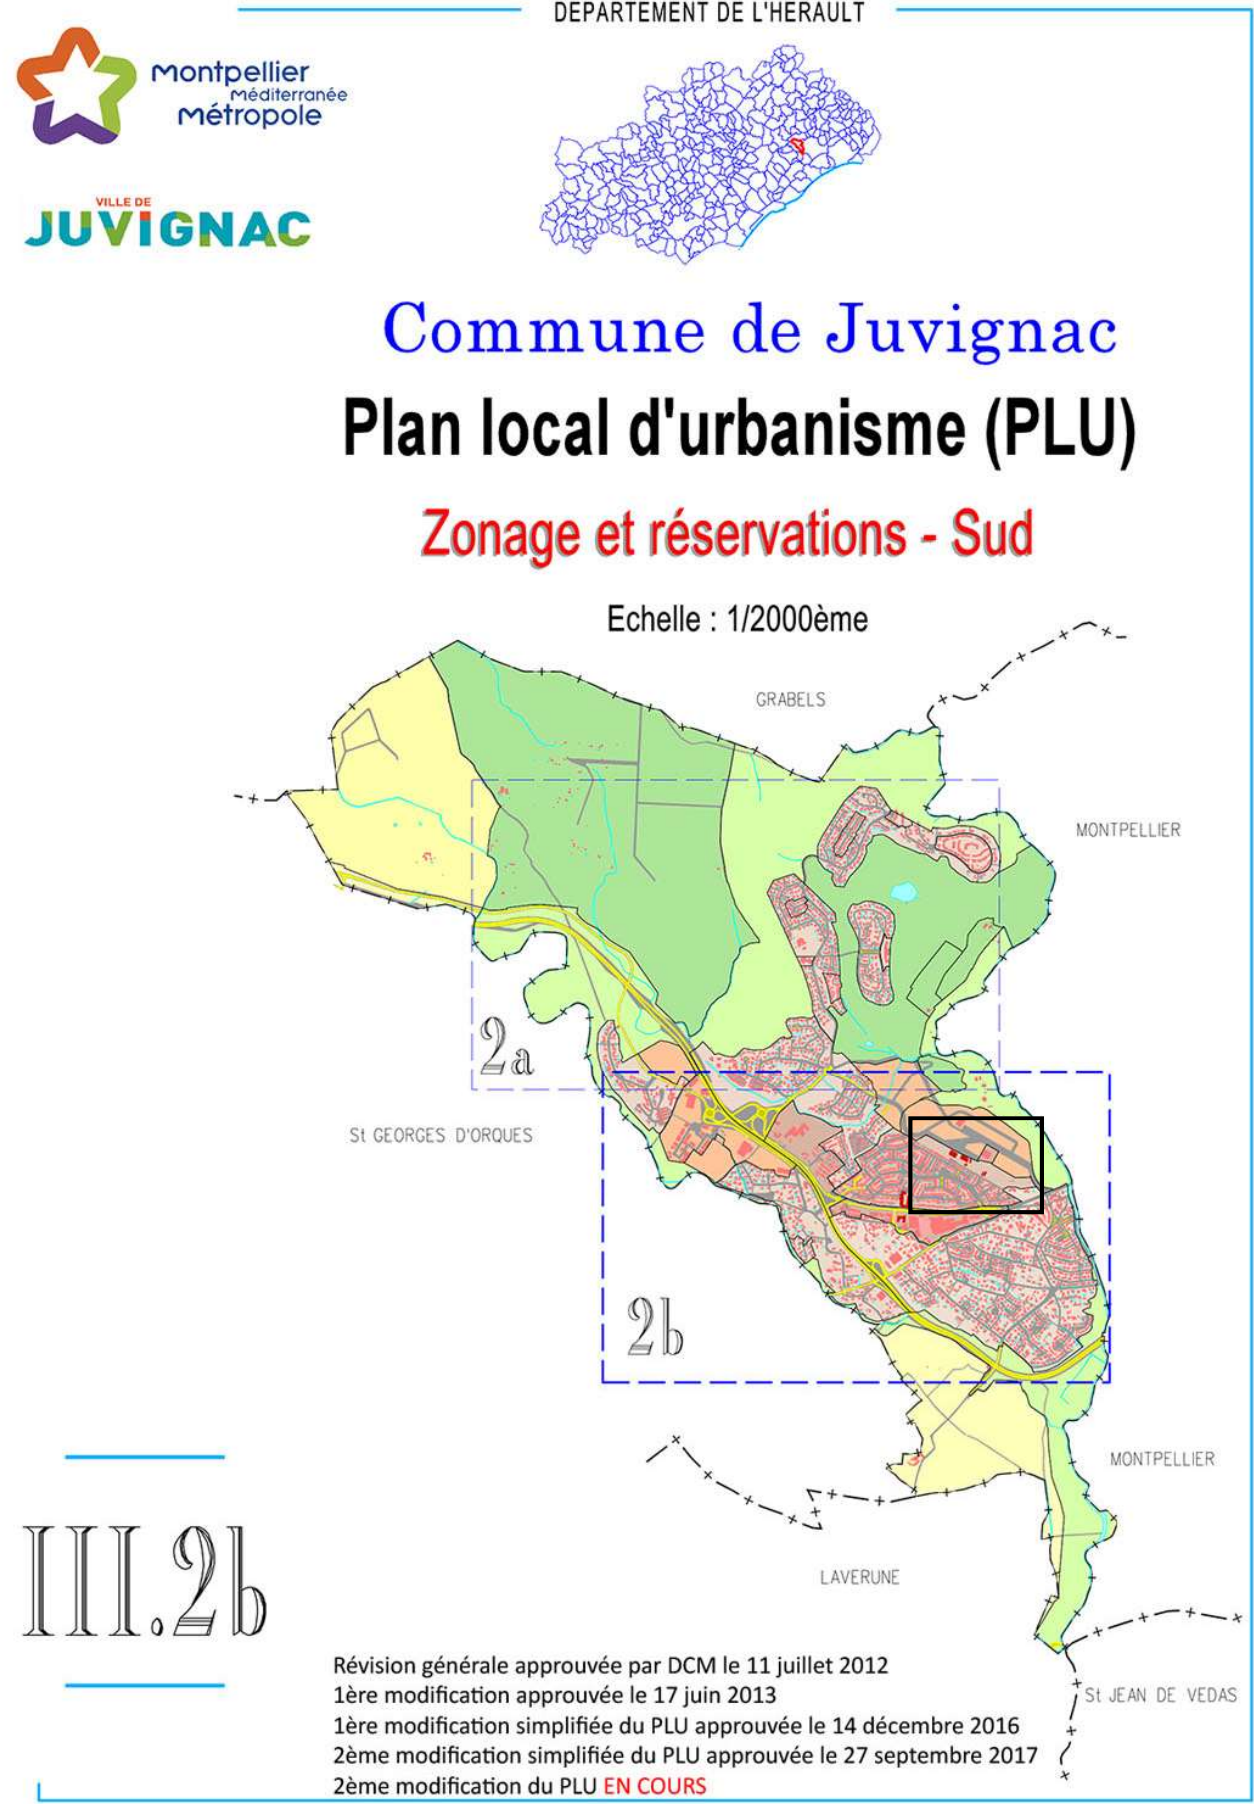 DEPARTEMENT DE L'HERAULT
montpellier
méditerranée
métropole
VILLE DE
JUVIGNAC
Commune de Juvignac
Plan local d'urbanisme (PLU)
Zonage et réservations - Sud
Echelle : 1/2000ème
GRABELS
MONTPELLIER
2a
St GEORGES D'ORQUES
2b
MONTPELLIER
III.2b
LAVERUNE
Révision générale approuvée par DCM le 11 juillet 2012
1ère modification approuvée le 17 juin 2013
St JEAN DE VEDAS
1ère modification simplifiée du PLU approuvée le 14 décembre 2016
2ème modification simplifiée du PLU approuvée le 27 septembre 2017
2ème modification du PLU EN COURS